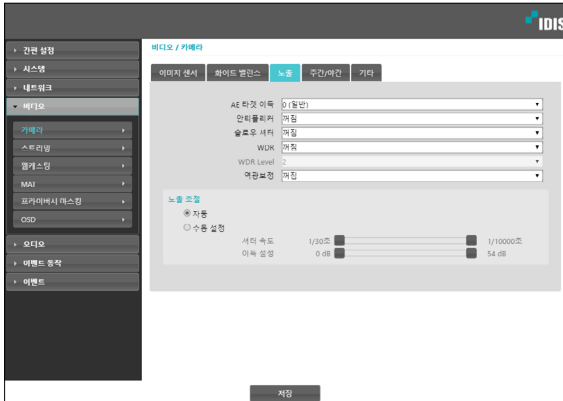 IDIS
간편 설정
시스템
네트워크
비디오
카메라
스트리밍
웹캐스팅
MAT
프라이버시 마스킹
OSD
오디오
이벤트 동작
이벤트
비디오 / 카메라
이미지 센서 화이트 밸런스 노출 주간/야간 기타
AE 타겟 이득 0 (일반)
안티플리커 꺼짐
슬로우 셔터 꺼짐
WDR 꺼짐
WDR Level 2
역광보정 꺼짐
노출 조절
자동
수동 설정
셔터 속도 1/30초 1/10000초
이득 설정 0 dB 54 dB
저장